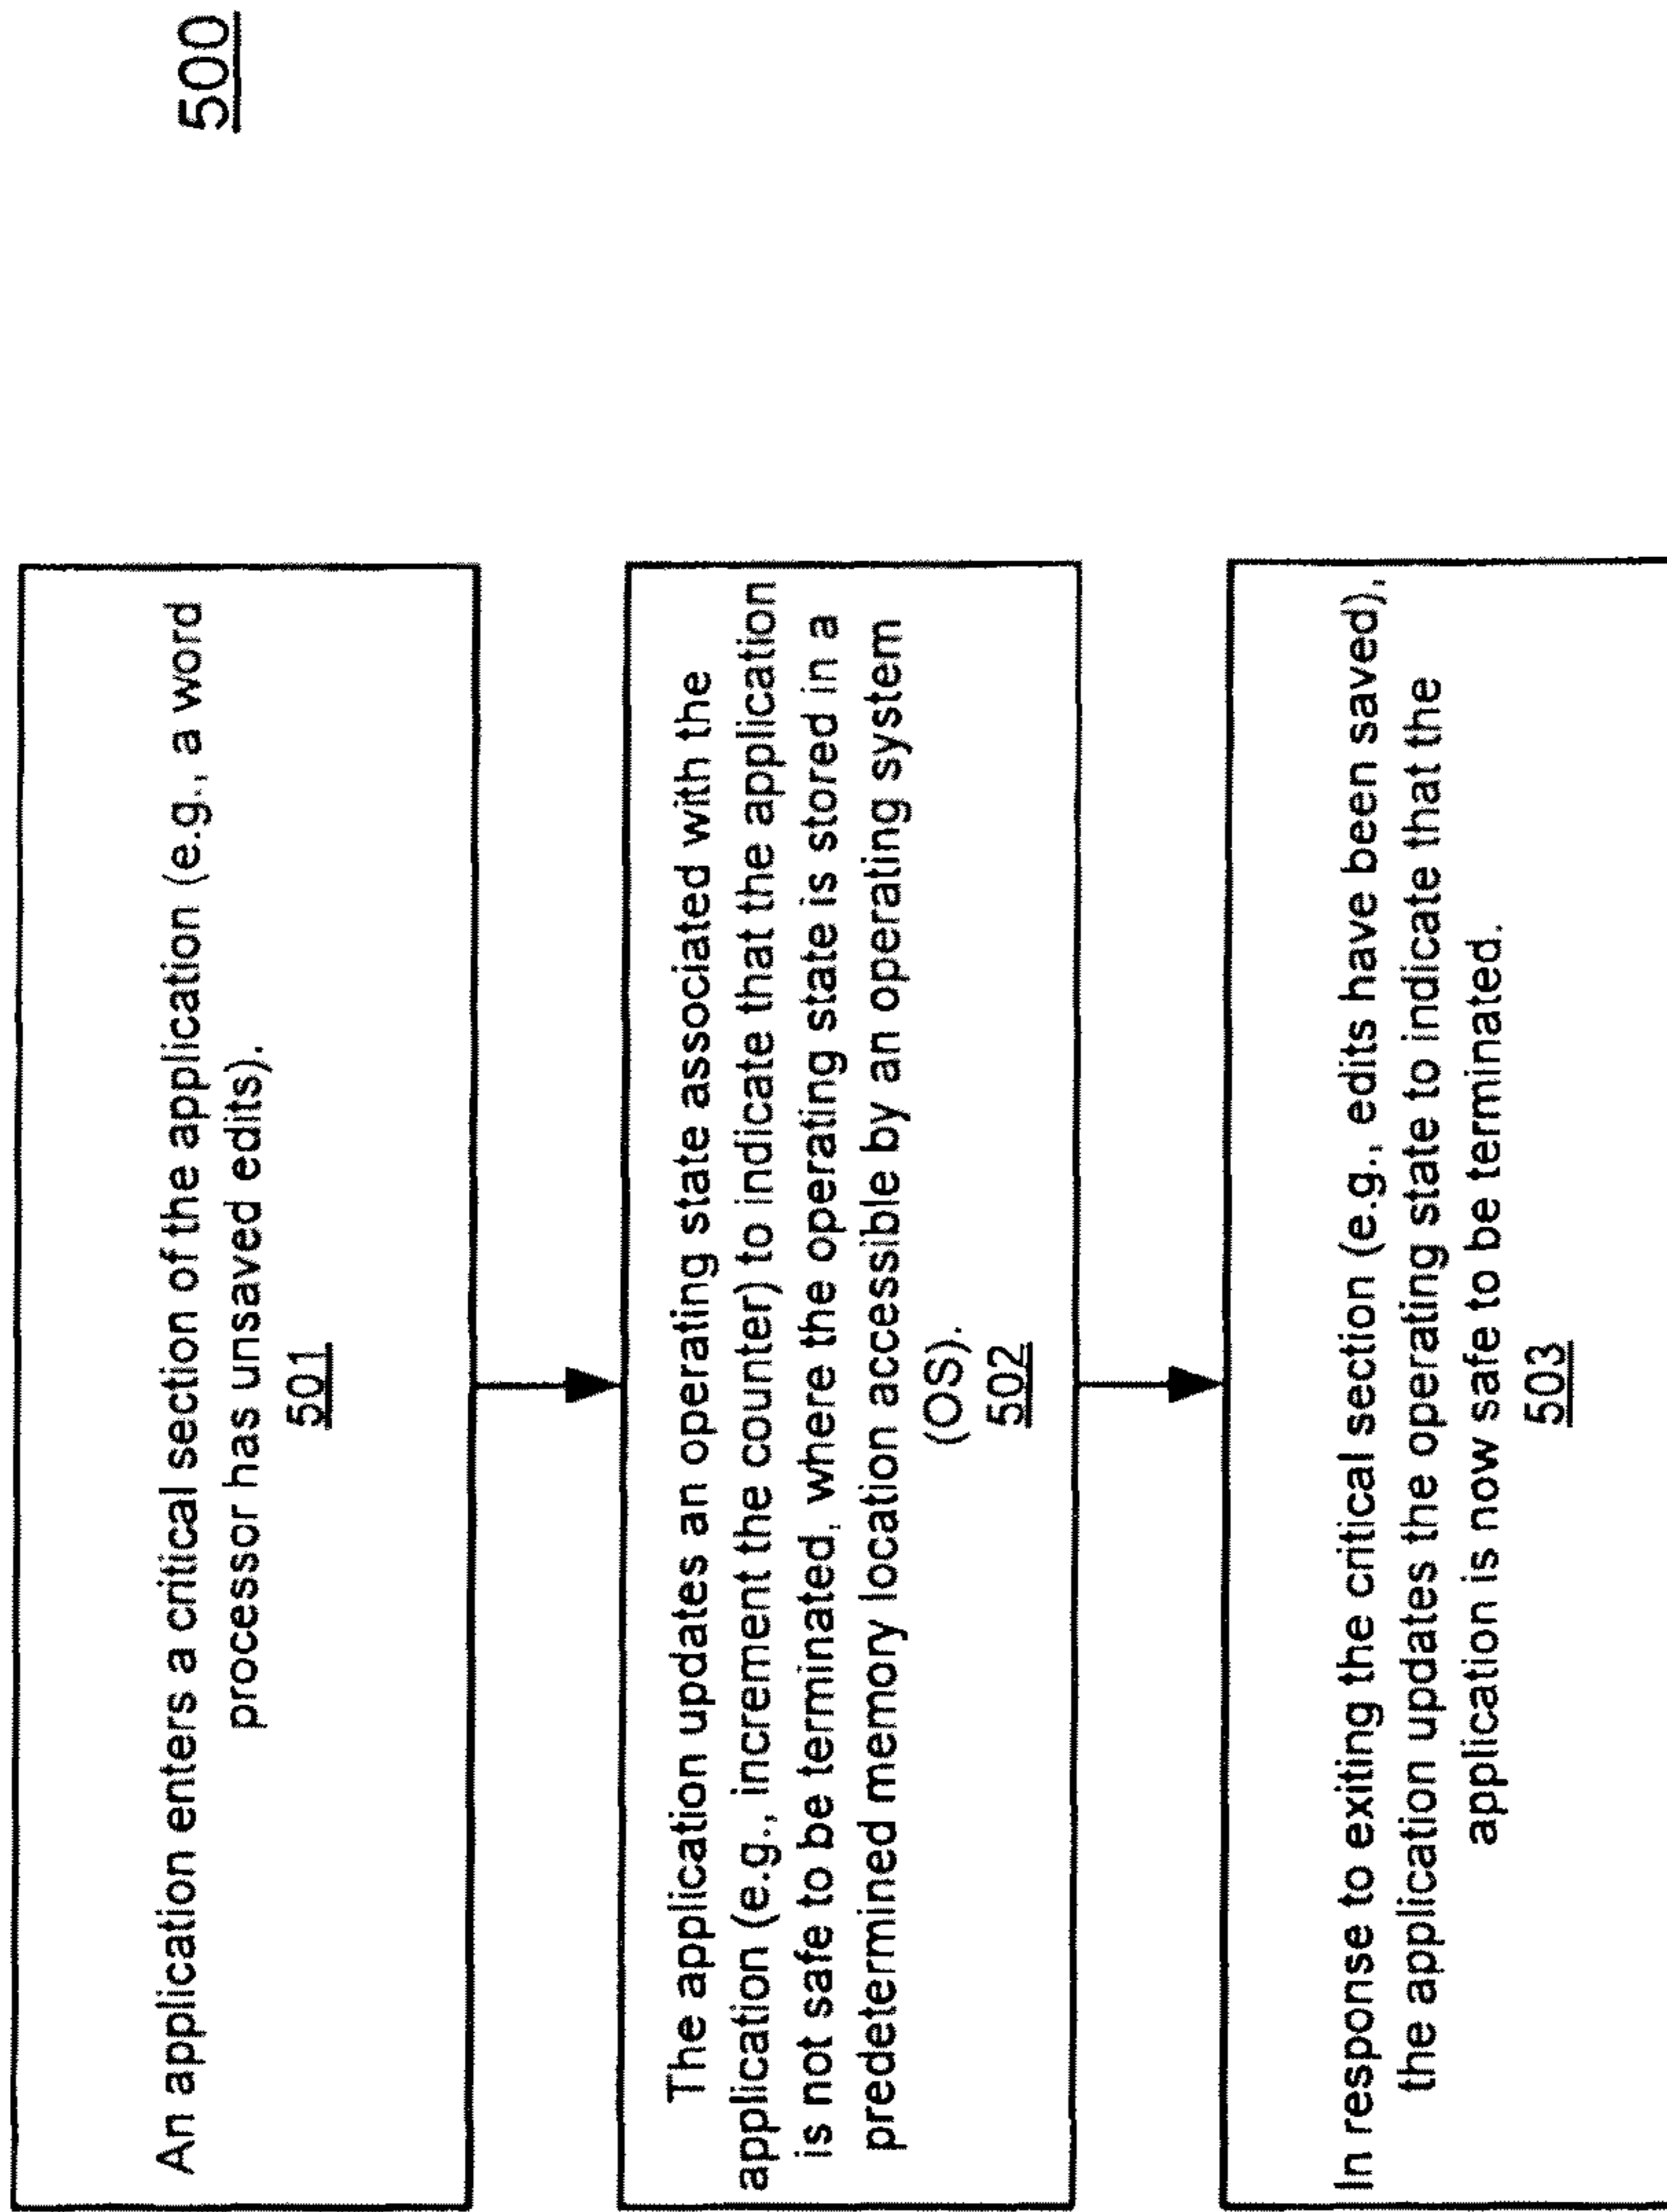 500
An application enters a critical section of the application (e.g., a word
processor has unsaved edits).
501
The application updates an operating state associated with the
application (e.g., increment the counter) to indicate that the application
is not safe to be terminated, where the operating state is stored in a
predetermined memory location accessible by an operating system
(OS).
502
In response to exiting the critical section (e.g., edits have been saved),
the application updates the operating state to indicate that the
application is now safe to be terminated.
503